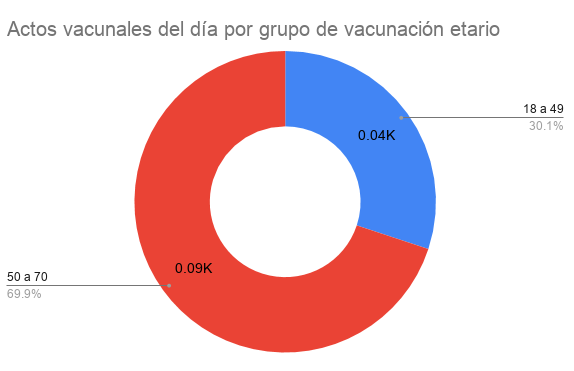 Actos vacunales del día por grupo de vacunación etario
18 a 49
30.1%
0.04K
0.09K
50 a 70
69.9%